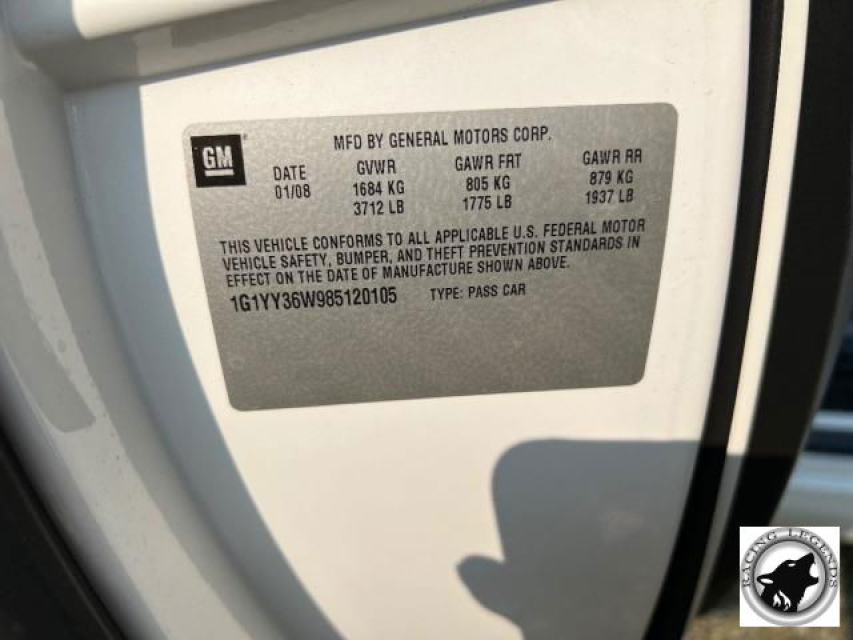 GM
MFD BY GENERAL MOTORS CORP.
DATE GVWR GAWR FRT GAWR RR
01/08 1684 KG 805 KG 879 KG
3712 LB 1775 LB 1937 LB
THIS VEHICLE CONFORMS TO ALL APPLICABLE U.S. FEDERAL MOTOR
VEHICLE SAFETY, BUMPER, AND THEFT PREVENTION STANDARDS IN
EFFECT ON THE DATE OF MANUFACTURE SHOWN ABOVE.
1G1YY36W985120105 TYPE: PASS CAR
RACING LEGENDS